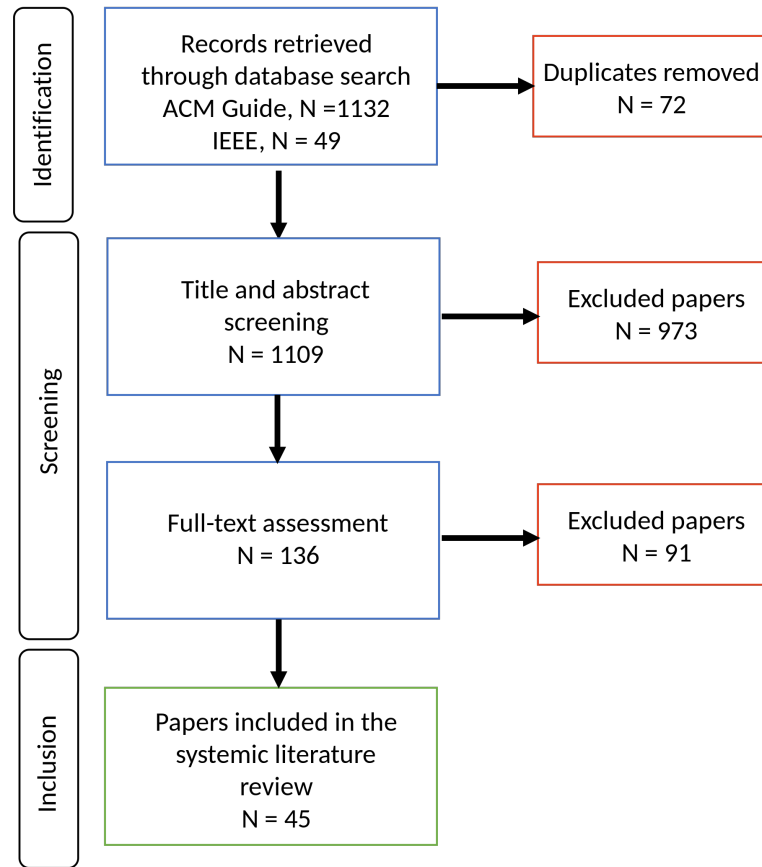 Identification
Records retrieved
through database search
ACM Guide, N =1132
IEEE, N = 49
Duplicates removed
N = 72
Screening
Title and abstract
screening
N = 1109
Excluded papers
N = 973
Full-text assessment
N = 136
Excluded papers
N = 91
Inclusion
Papers included in the
systemic literature
review
N = 45